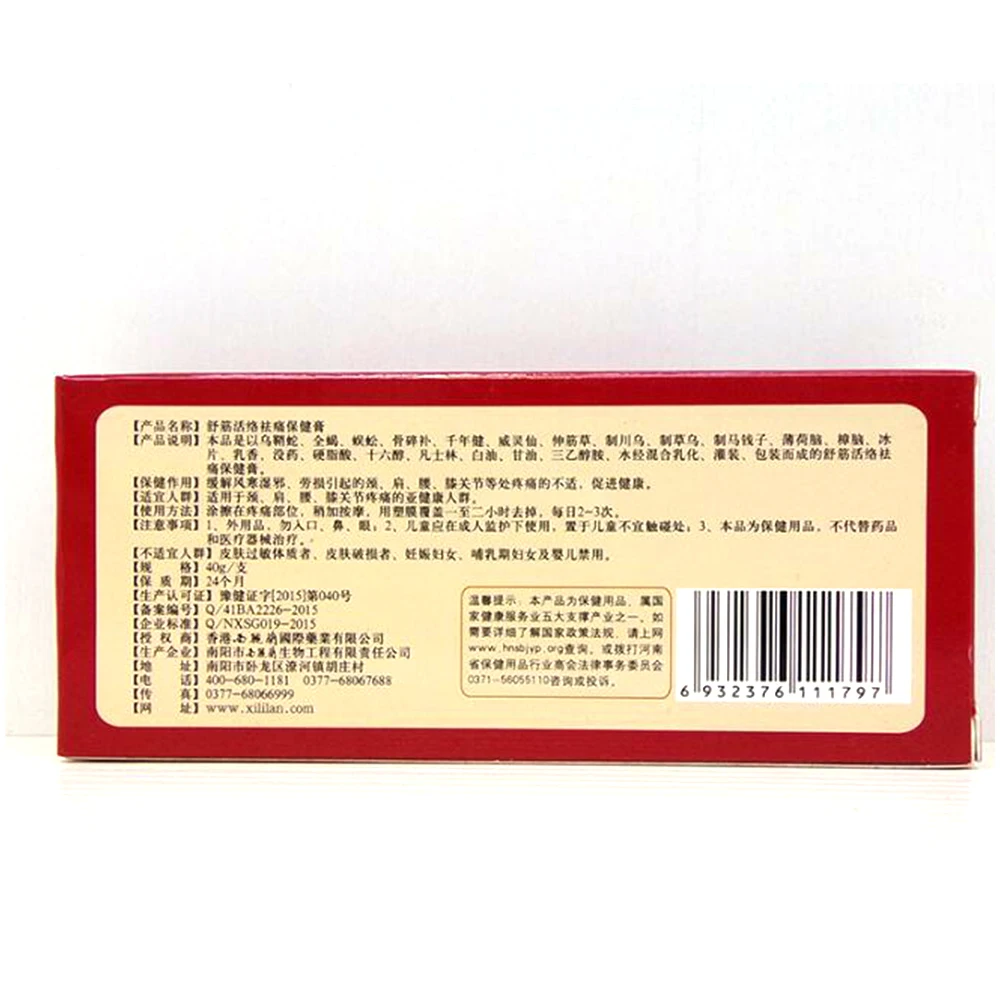 【产品名称】舒筋活络祛痛保健膏
【产品说明】本品是以乌鞘蛇、全蝎、蜈蚣、骨碎补、千年健、威灵仙、伸筋草、制川乌、制草乌、制马钱子、薄荷脑、樟脑、冰
片、乳香、没药、硬脂酸、十六醇、凡士林、白油、甘油、三乙醇胺、水经混合乳化、灌装、包装而成的舒筋活络祛
痛保健膏。
【保健作用】缓解风寒湿邪、劳损引起的颈、肩、腰、膝关节等处疼痛的不适，促进健康。
【适宜人群】适用于颈、肩、腰、膝关节疼痛的亚健康人群。
【使用方法】涂擦在疼痛部位，稍加按摩，用塑膜覆盖一至二小时去掉，每日2-3次。
【注意事项】1、外用品，勿入口、鼻、眼；2、儿童应在成人监护下使用，置于儿童不宜触碰处；3、本品为保健用品，不代替药品
和医疗器械治疗。
【不适宜人群】皮肤过敏体质者、皮肤破损者、妊娠妇女、哺乳期妇女及婴儿禁用。
【规 格】40g/支
【保 质 期】24个月
【生产许可证】豫健证字[2015]第040号
【备案编号】Q/41BA2226-2015
【企业标准】Q/NXSG019-2015
【授 权 商】香港西麗蘭國際藥業有限公司
【生产企业】南阳市西麗蘭生物工程有限责任公司
【地 址】南阳市卧龙区潦河镇胡庄村
【电 话】400-680-1181 0377-68067688
【传 真】0377-68066999
【网 址】www.xililan.com
温馨提示：本产品为保健用品，属国
家健康服务业五大支撑产业之一，如
需要详细了解国家政策法规，请上网
www.hnsbjyp.org查询。或拨打河南
省保健用品行业商会法律事务委员会
0371-56055110咨询或投诉。
6 932376 111797